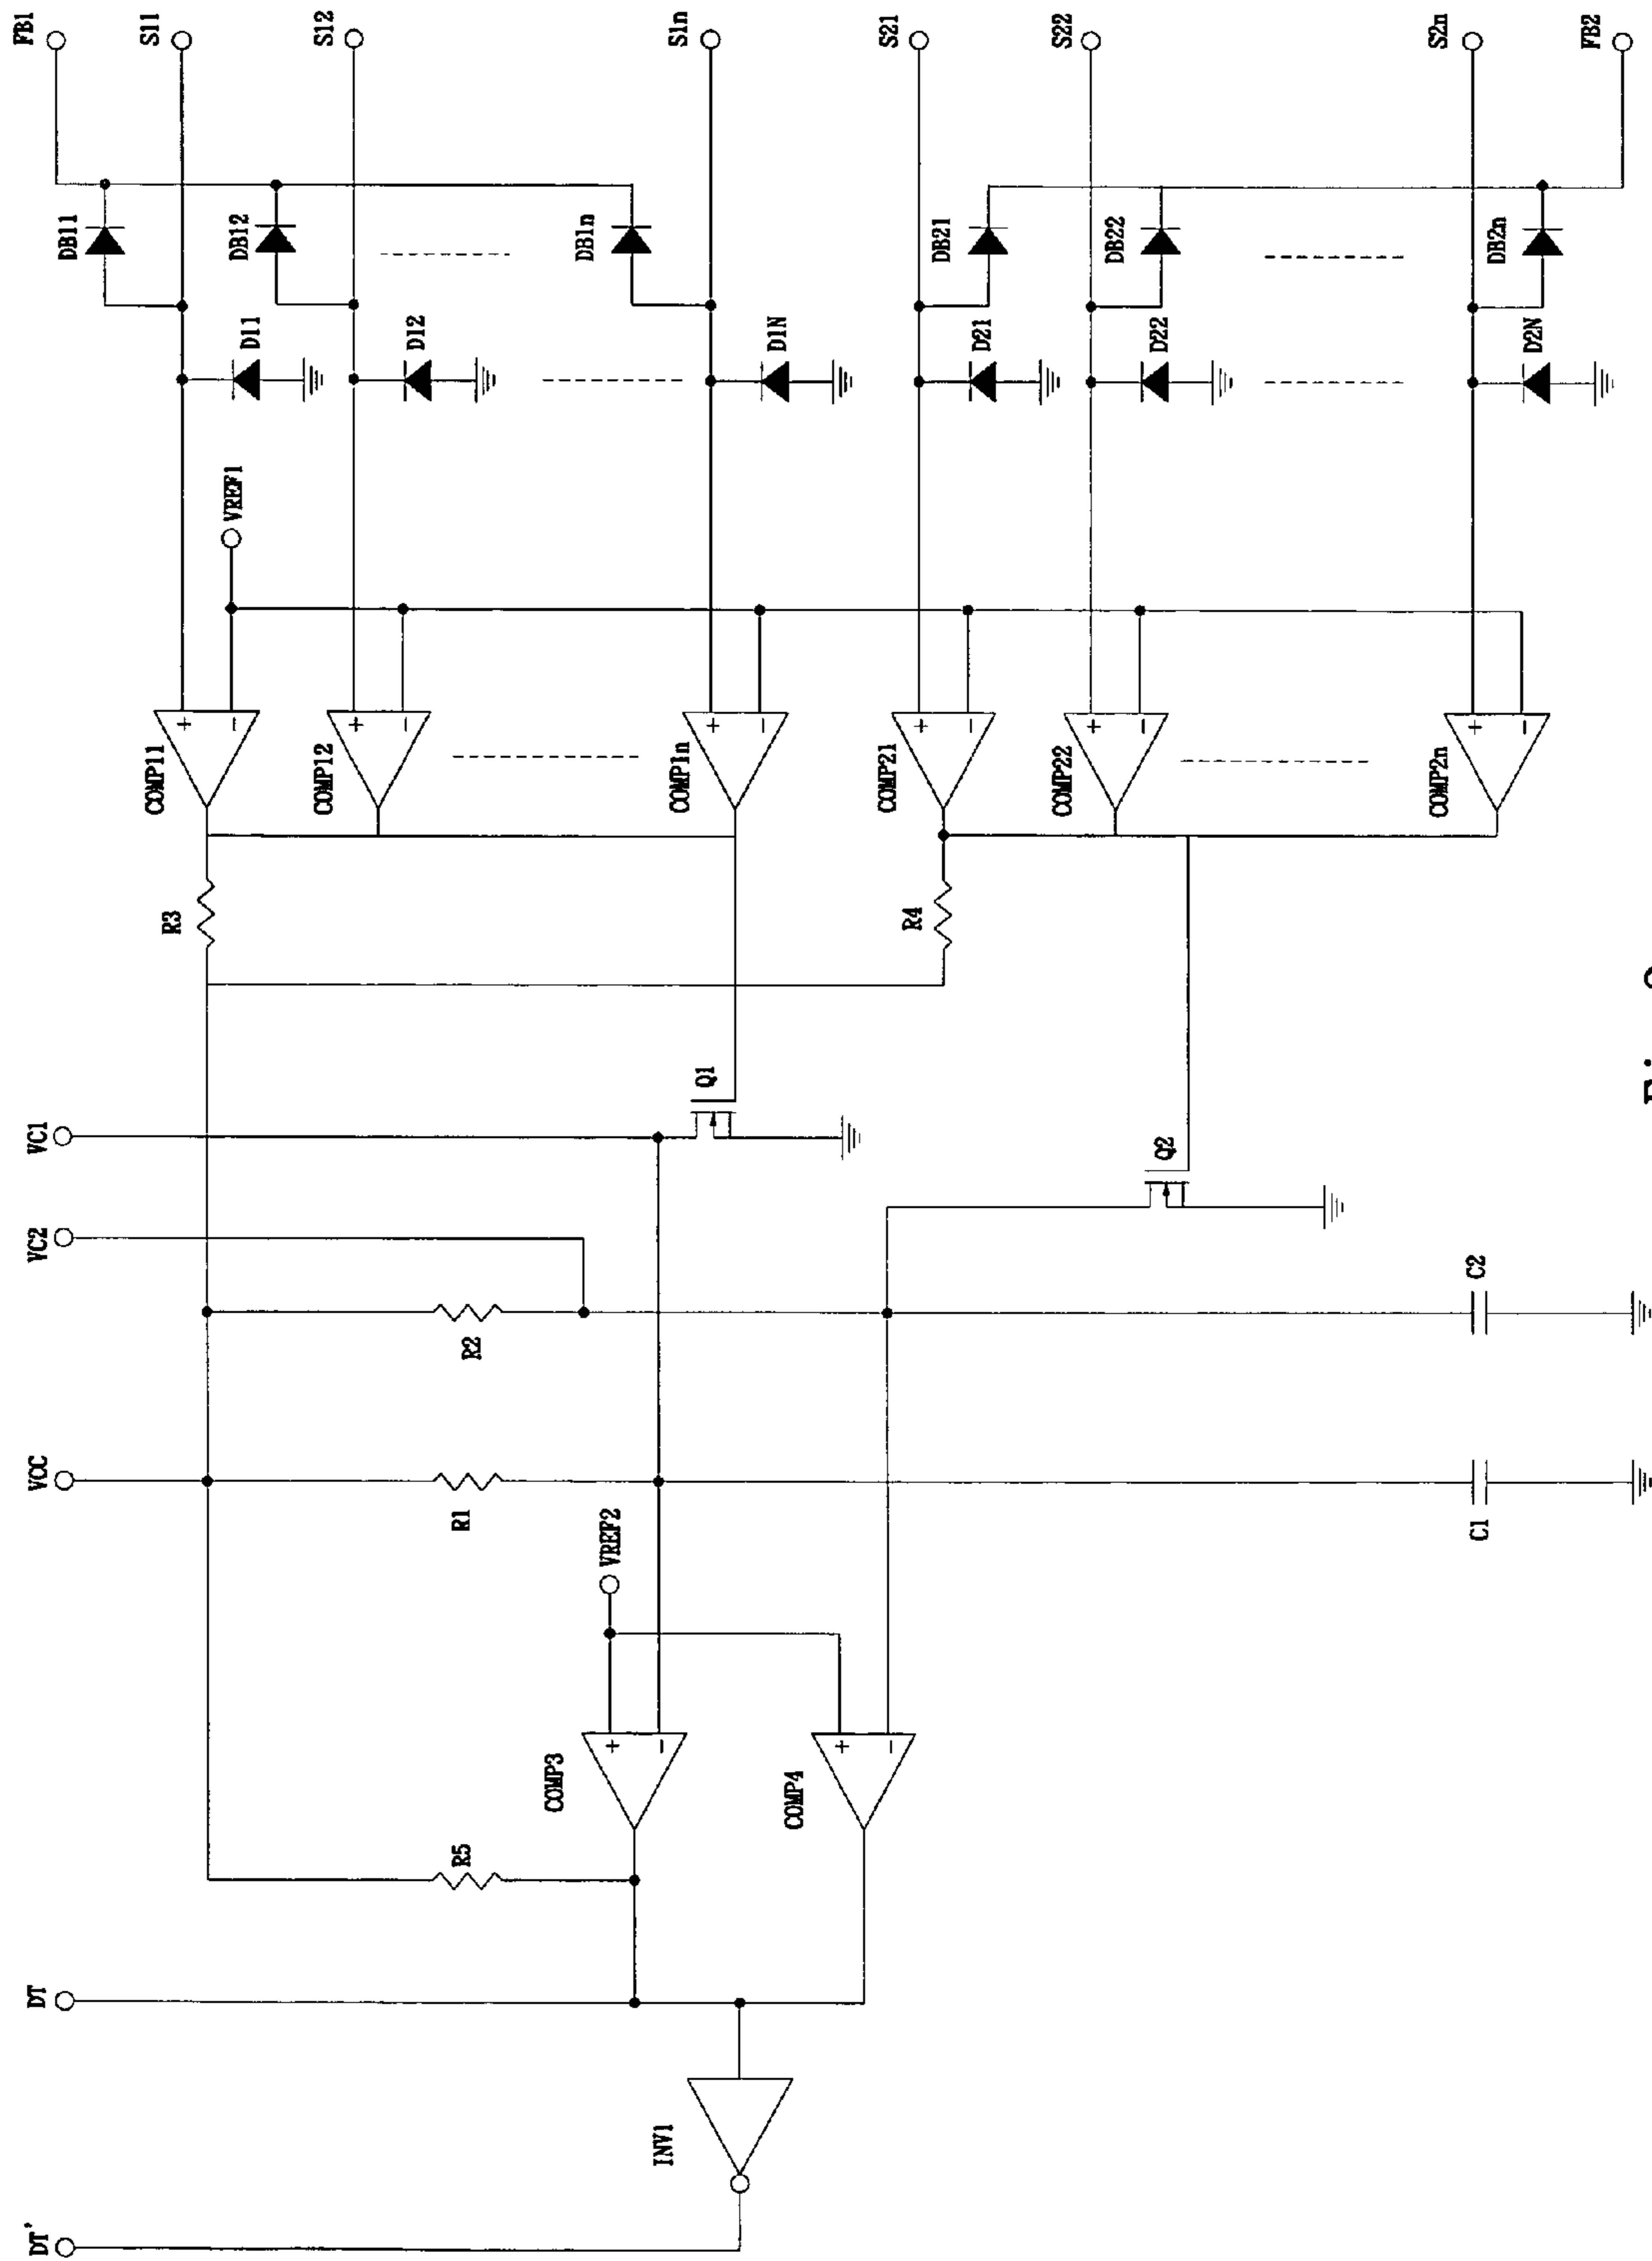 FB1
S11
S12
S1n
S21
S22
S2n
FB2
DB11
DB12
DB1n
DB21
DB22
DB2n
D11
D12
D1N
D21
D22
D2N
VREF1
+
-
+
-
+
-
+
-
+
-
+
-
COMP11
COMP12
COMP1n
COMP21
COMP22
COMP2n
R3
R4
Q1
VC1
Q2
VC2
R2
C2
VCC
R1
C1
VREF2
+
-
+
-
COMP3
COMP4
R5
DT
INV1
DT'